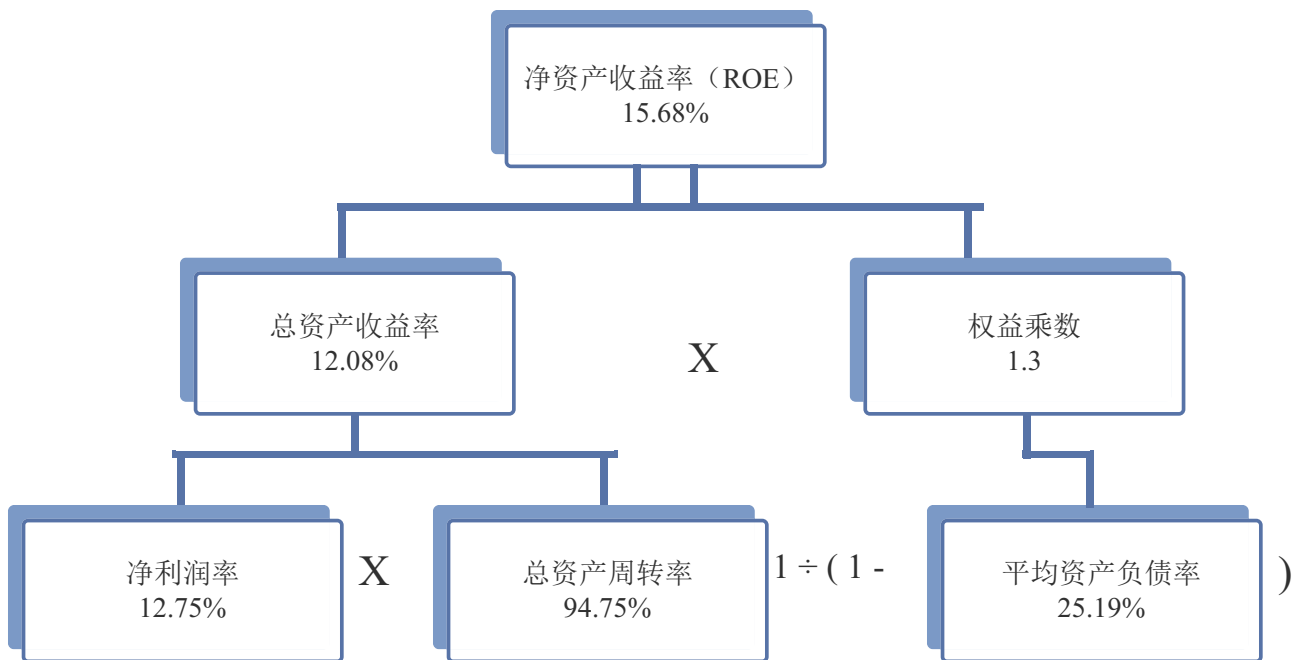 净资产收益率（ROE）
15.68%
总资产收益率
12.08%
X
权益乘数
1.3
净利润率
12.75%
X
总资产周转率
94.75%
1 ÷ ( 1 -
平均资产负债率
25.19%
)